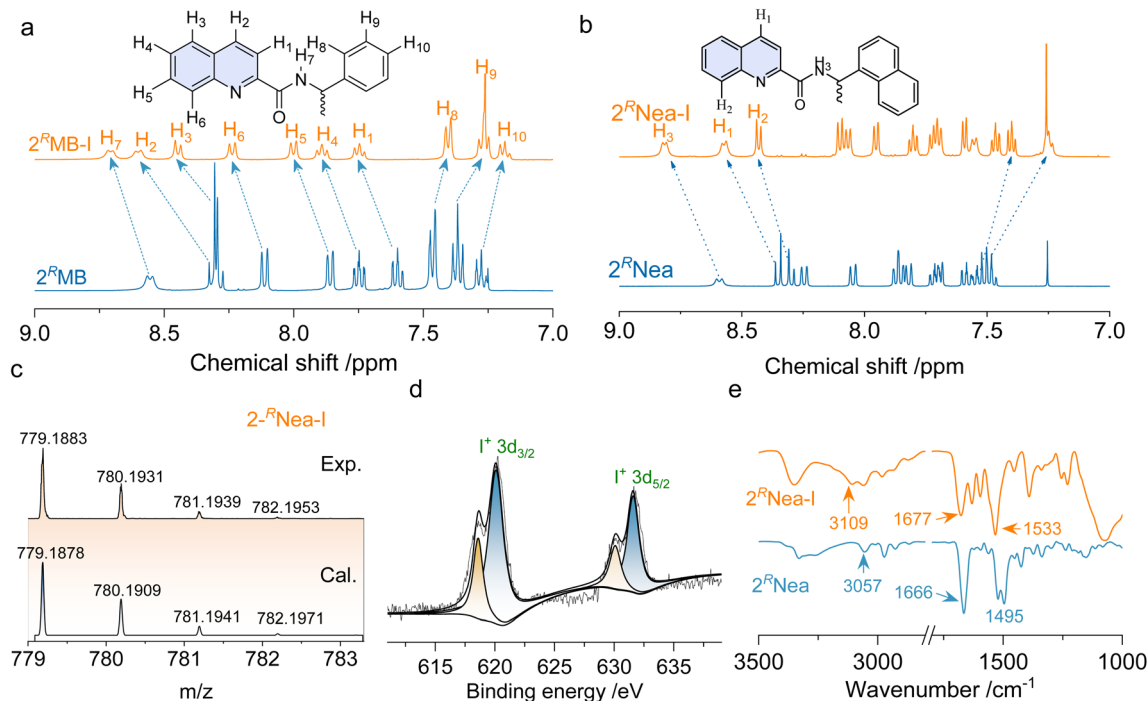 a
H3
H2
H9
H4
H1
H8
H10
H7
N
H
H5
N
O
H6
2RMB-I
H7
H2
H3
H6
H5
H4
H1
H8
H9
H10
2RMB
9.0
8.5
8.0
7.5
7.0
Chemical shift /ppm
b
H1
N
H3
N
H2
O
2RNea-I
H3
H1
H2
2RNea
9.0
8.5
8.0
7.5
7.0
Chemical shift /ppm
c
2-RNea-I
779.1883
780.1931
781.1939
782.1953
Exp.
779.1878
780.1909
781.1941
782.1971
Cal.
779
780
781
782
783
m/z
d
I+ 3d3/2
I+ 3d5/2
615
620
625
630
635
Binding energy /eV
e
2RNea-I
3109
1677
1533
2RNea
3057
1666
1495
3500
3000
1500
1000
Wavenumber /cm-1